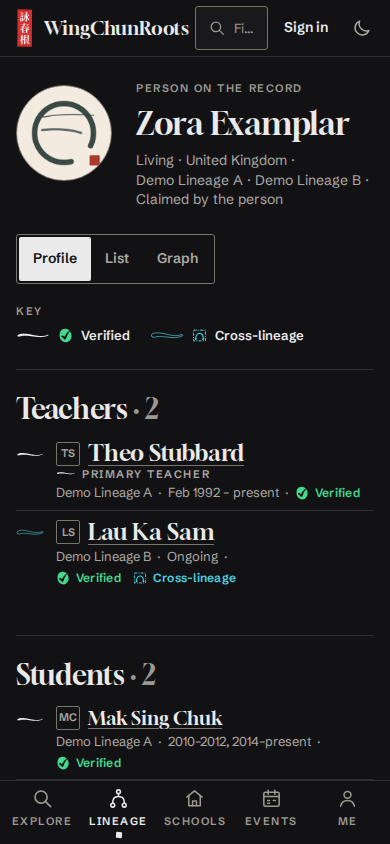 詠春根
WingChunRoots
Fi...
Sign in
PERSON ON THE RECORD
Zora Examplar
Living · United Kingdom ·
Demo Lineage A · Demo Lineage B ·
Claimed by the person
Profile
List
Graph
KEY
Verified
Cross-lineage
Teachers · 2
TS
Theo Stubbard
PRIMARY TEACHER
Demo Lineage A · Feb 1992 – present · Verified
LS
Lau Ka Sam
Demo Lineage B · Ongoing ·
Verified Cross-lineage
Students · 2
MC
Mak Sing Chuk
Demo Lineage A · 2010–2012, 2014–present ·
Verified
EXPLORE
LINEAGE
SCHOOLS
EVENTS
ME